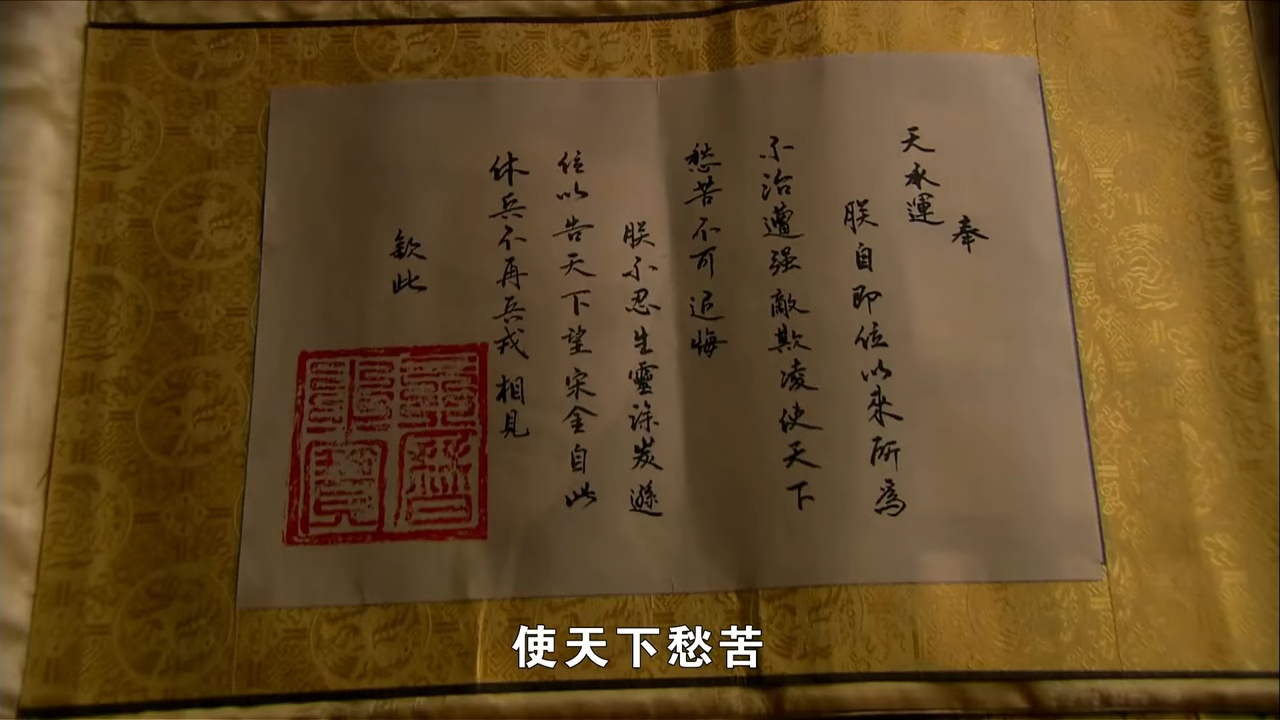 奉
天承運
朕自即位以來所為
不治遭强敵欺凌使天下
愁苦不可追悔
朕不忍生靈涂炭遜
位以告天下望宋金自此
休兵不再兵戎相見
欽此
使天下愁苦